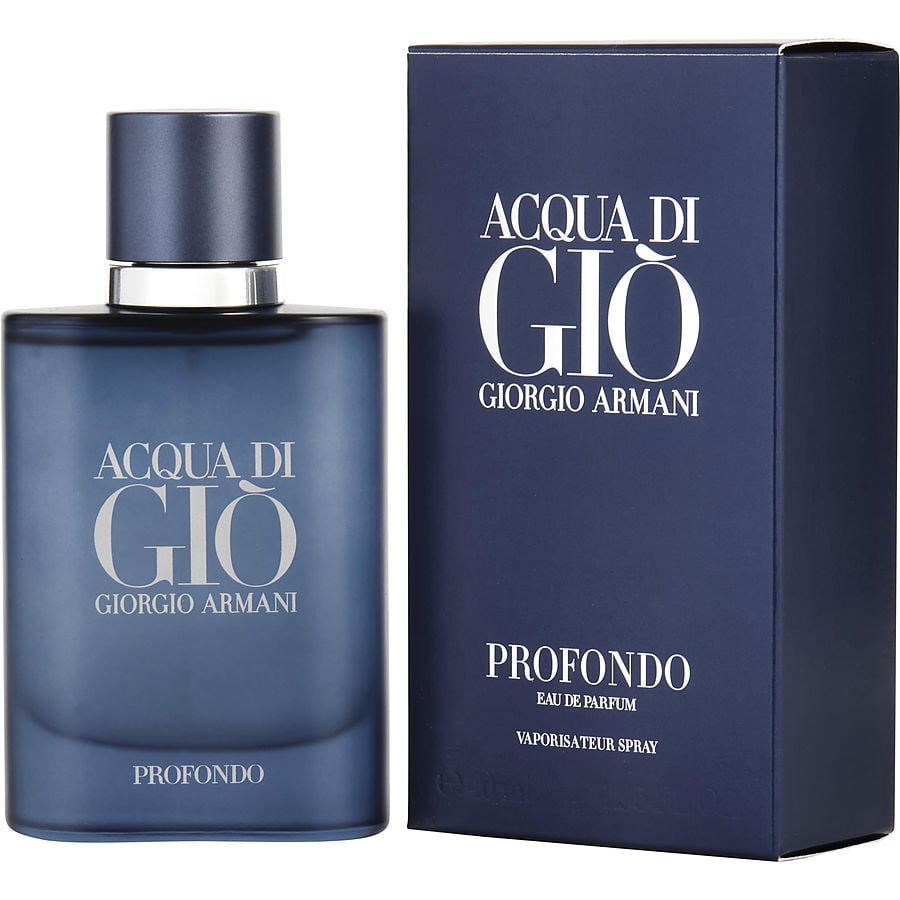 ACQUA DI
GIÒ
GIORGIO ARMANI
PROFONDO
ACQUA DI
GIÒ
GIORGIO ARMANI
PROFONDO
EAU DE PARFUM
VAPORISATEUR SPRAY